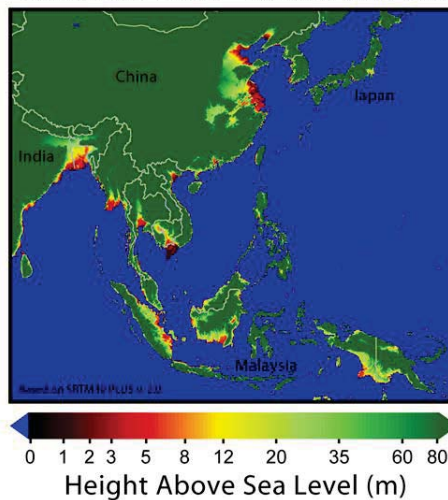 China
Japan
India
Malaysia
Based on SRTM30 PLUS v. 2.0
0 1 2 3 5 8 12 20 35 60 80
Height Above Sea Level (m)